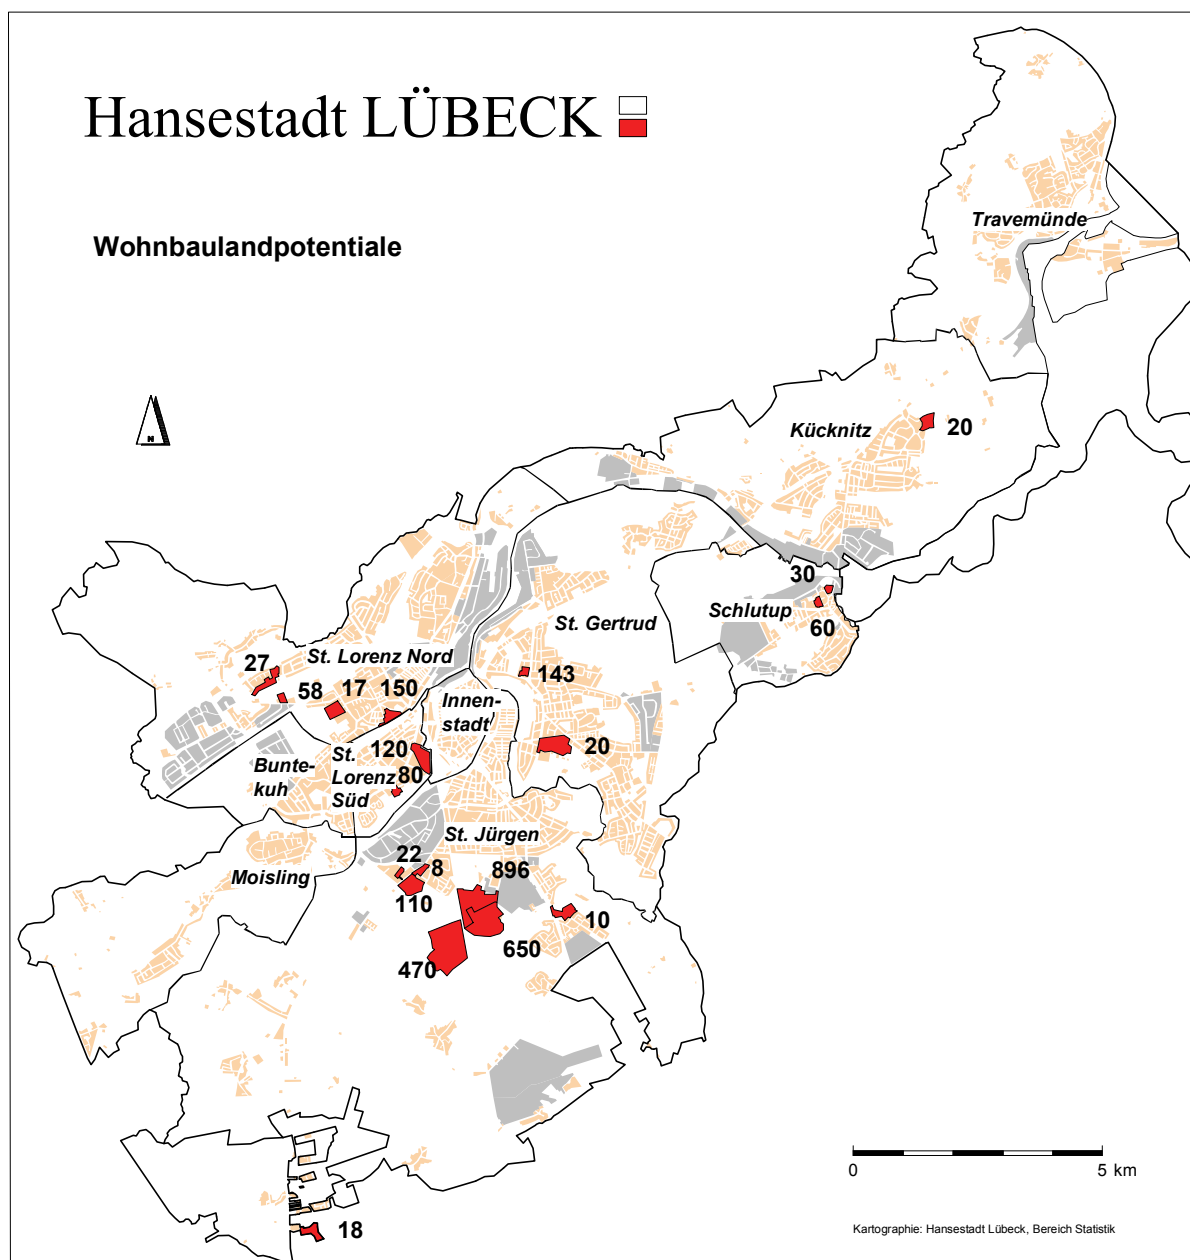 Hansestadt LÜBECK
Wohnbaulandpotentiale
Travemünde
N
Kücknitz
20
30
Schlutup
60
St. Gertrud
St. Lorenz Nord
27
58
17
150
143
Innen-
stadt
120
20
St.
Lorenz
Süd
80
Bunte-
kuh
St. Jürgen
22
8
896
Moisling
110
10
650
470
18
0
5 km
Kartographie: Hansestadt Lübeck, Bereich Statistik